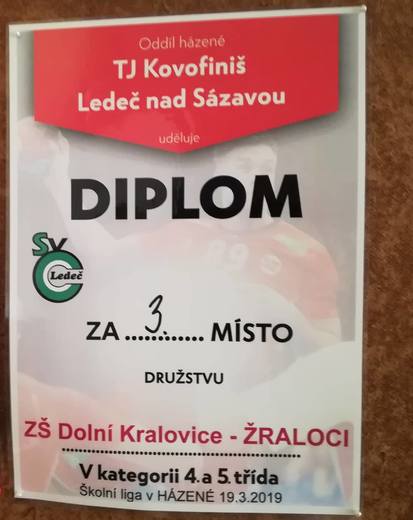 Oddíl házené
TJ Kovofiniš
Ledeč nad Sázavou
uděluje
DIPLOM
SVC
Ledeč
ZA ...3....... MÍSTO
DRUŽSTVU
ZŠ Dolní Kralovice - ŽRALOCI
V kategorii 4. a 5. třída
Školní liga v HÁZENÉ 19.3.2019